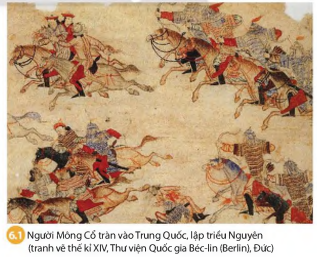 6.1 Người Mông Cổ tràn vào Trung Quốc, lập triều Nguyên
(tranh vẽ thế kỉ XIV, Thư viện Quốc gia Béc-lin (Berlin), Đức)